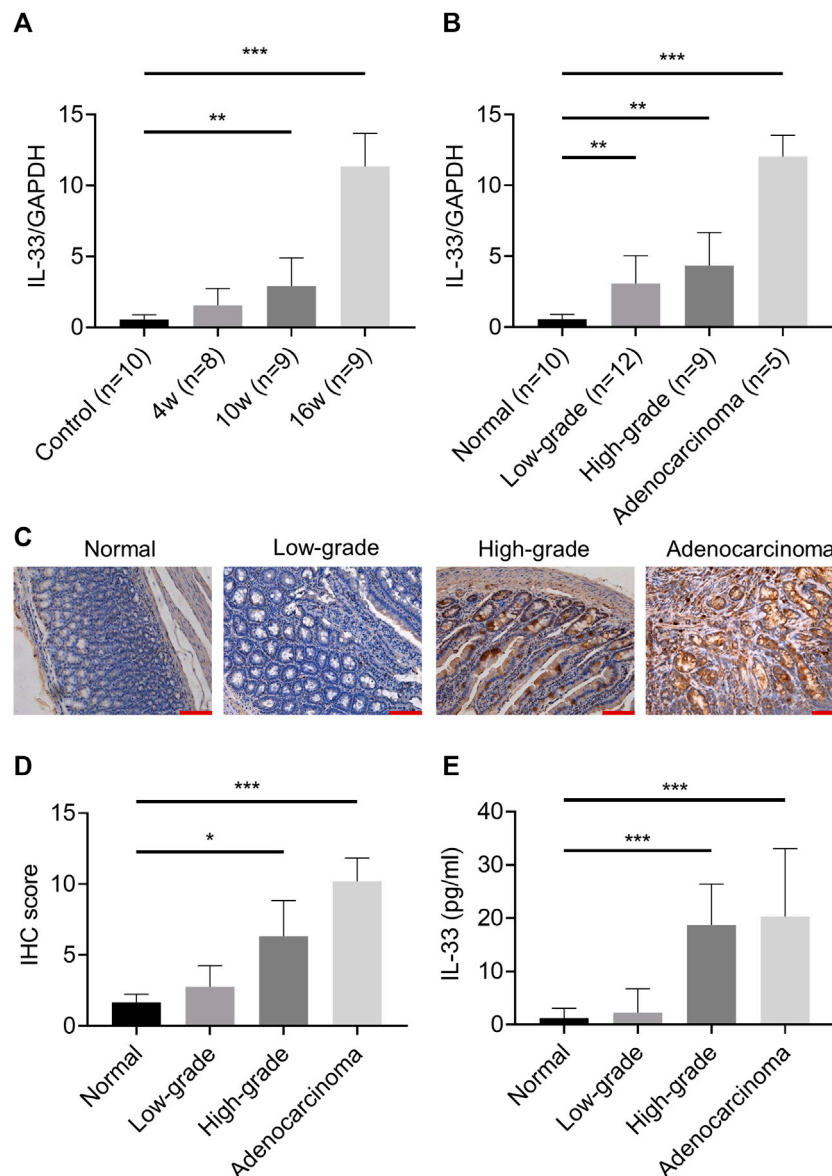 A
***
**
IL-33/GAPDH
15
10
5
0
Control (n=10)
4w (n=8)
10w (n=9)
16w (n=9)
B
***
**
**
IL-33/GAPDH
15
10
5
0
Normal (n=10)
Low-grade (n=12)
High-grade (n=9)
Adenocarcinoma (n=5)
C
Normal
Low-grade
High-grade
Adenocarcinoma
D
***
*
IHC score
15
10
5
0
Normal
Low-grade
High-grade
Adenocarcinoma
E
***
***
IL-33 (pg/ml)
40
30
20
10
0
Normal
Low-grade
High-grade
Adenocarcinoma